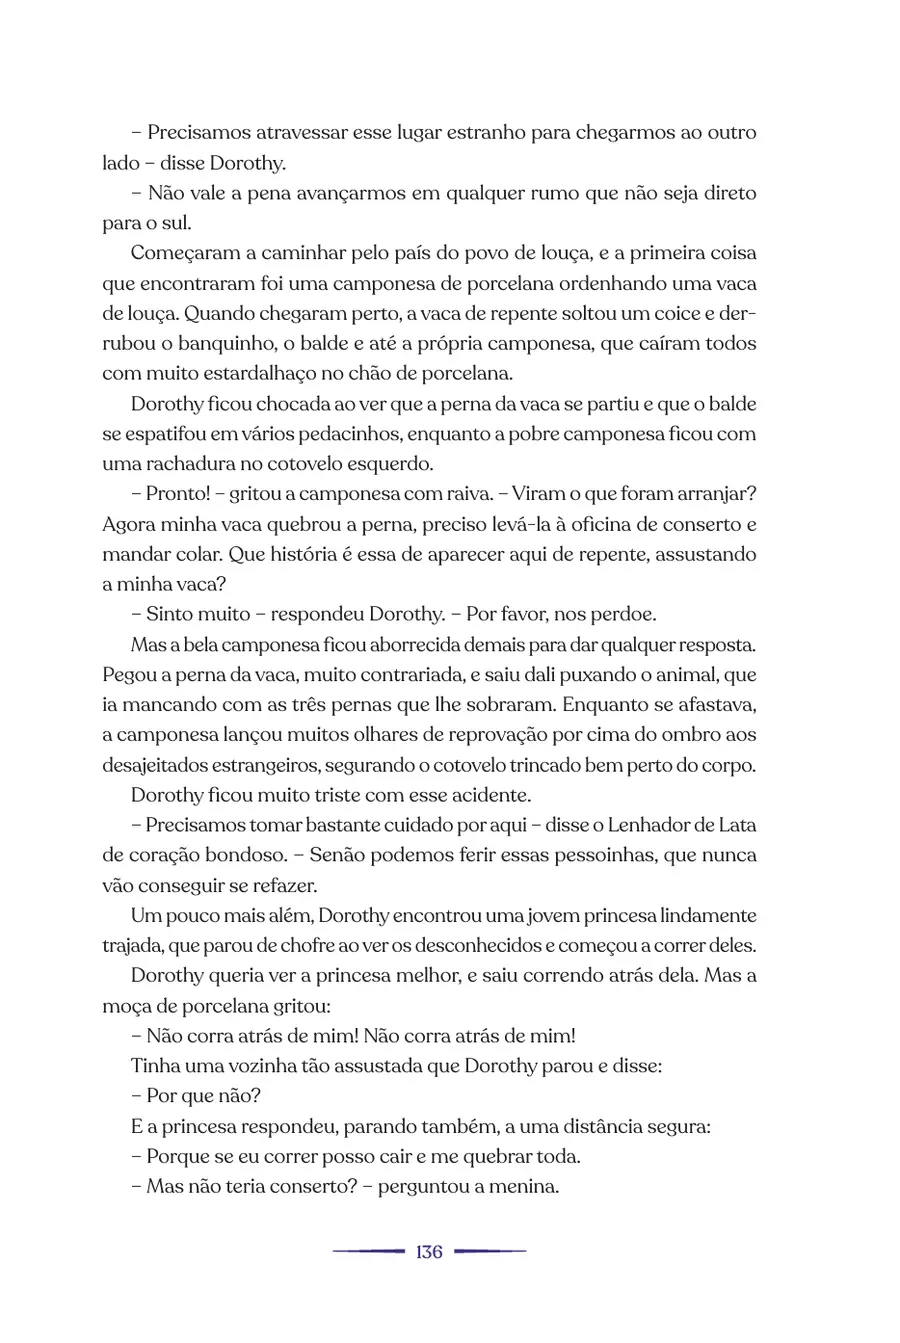 – Precisamos atravessar esse lugar estranho para chegarmos ao outro
lado – disse Dorothy.
– Não vale a pena avançarmos em qualquer rumo que não seja direto
para o sul.
Começaram a caminhar pelo país do povo de louça, e a primeira coisa
que encontraram foi uma camponesa de porcelana ordenhando uma vaca
de louça. Quando chegaram perto, a vaca de repente soltou um coice e der-
rubou o banquinho, o balde e até a própria camponesa, que caíram todos
com muito estardalhaço no chão de porcelana.
Dorothy ficou chocada ao ver que a perna da vaca se partiu e que o balde
se espatifou em vários pedacinhos, enquanto a pobre camponesa ficou com
uma rachadura no cotovelo esquerdo.
– Pronto! – gritou a camponesa com raiva. – Viram o que foram arranjar?
Agora minha vaca quebrou a perna, preciso levá-la à oficina de conserto e
mandar colar. Que história é essa de aparecer aqui de repente, assustando
a minha vaca?
– Sinto muito – respondeu Dorothy. – Por favor, nos perdoe.
Mas a bela camponesa ficou aborrecida demais para dar qualquer resposta.
Pegou a perna da vaca, muito contrariada, e saiu dali puxando o animal, que
ia mancando com as três pernas que lhe sobraram. Enquanto se afastava,
a camponesa lançou muitos olhares de reprovação por cima do ombro aos
desajeitados estrangeiros, segurando o cotovelo trincado bem perto do corpo.
Dorothy ficou muito triste com esse acidente.
– Precisamos tomar bastante cuidado por aqui – disse o Lenhador de Lata
de coração bondoso. – Senão podemos ferir essas pessoinhas, que nunca
vão conseguir se refazer.
Um pouco mais além, Dorothy encontrou uma jovem princesa lindamente
trajada, que parou de chofre ao ver os desconhecidos e começou a correr deles.
Dorothy queria ver a princesa melhor, e saiu correndo atrás dela. Mas a
moça de porcelana gritou:
– Não corra atrás de mim! Não corra atrás de mim!
Tinha uma vozinha tão assustada que Dorothy parou e disse:
– Por que não?
E a princesa respondeu, parando também, a uma distância segura:
– Porque se eu correr posso cair e me quebrar toda.
– Mas não teria conserto? – perguntou a menina.
136